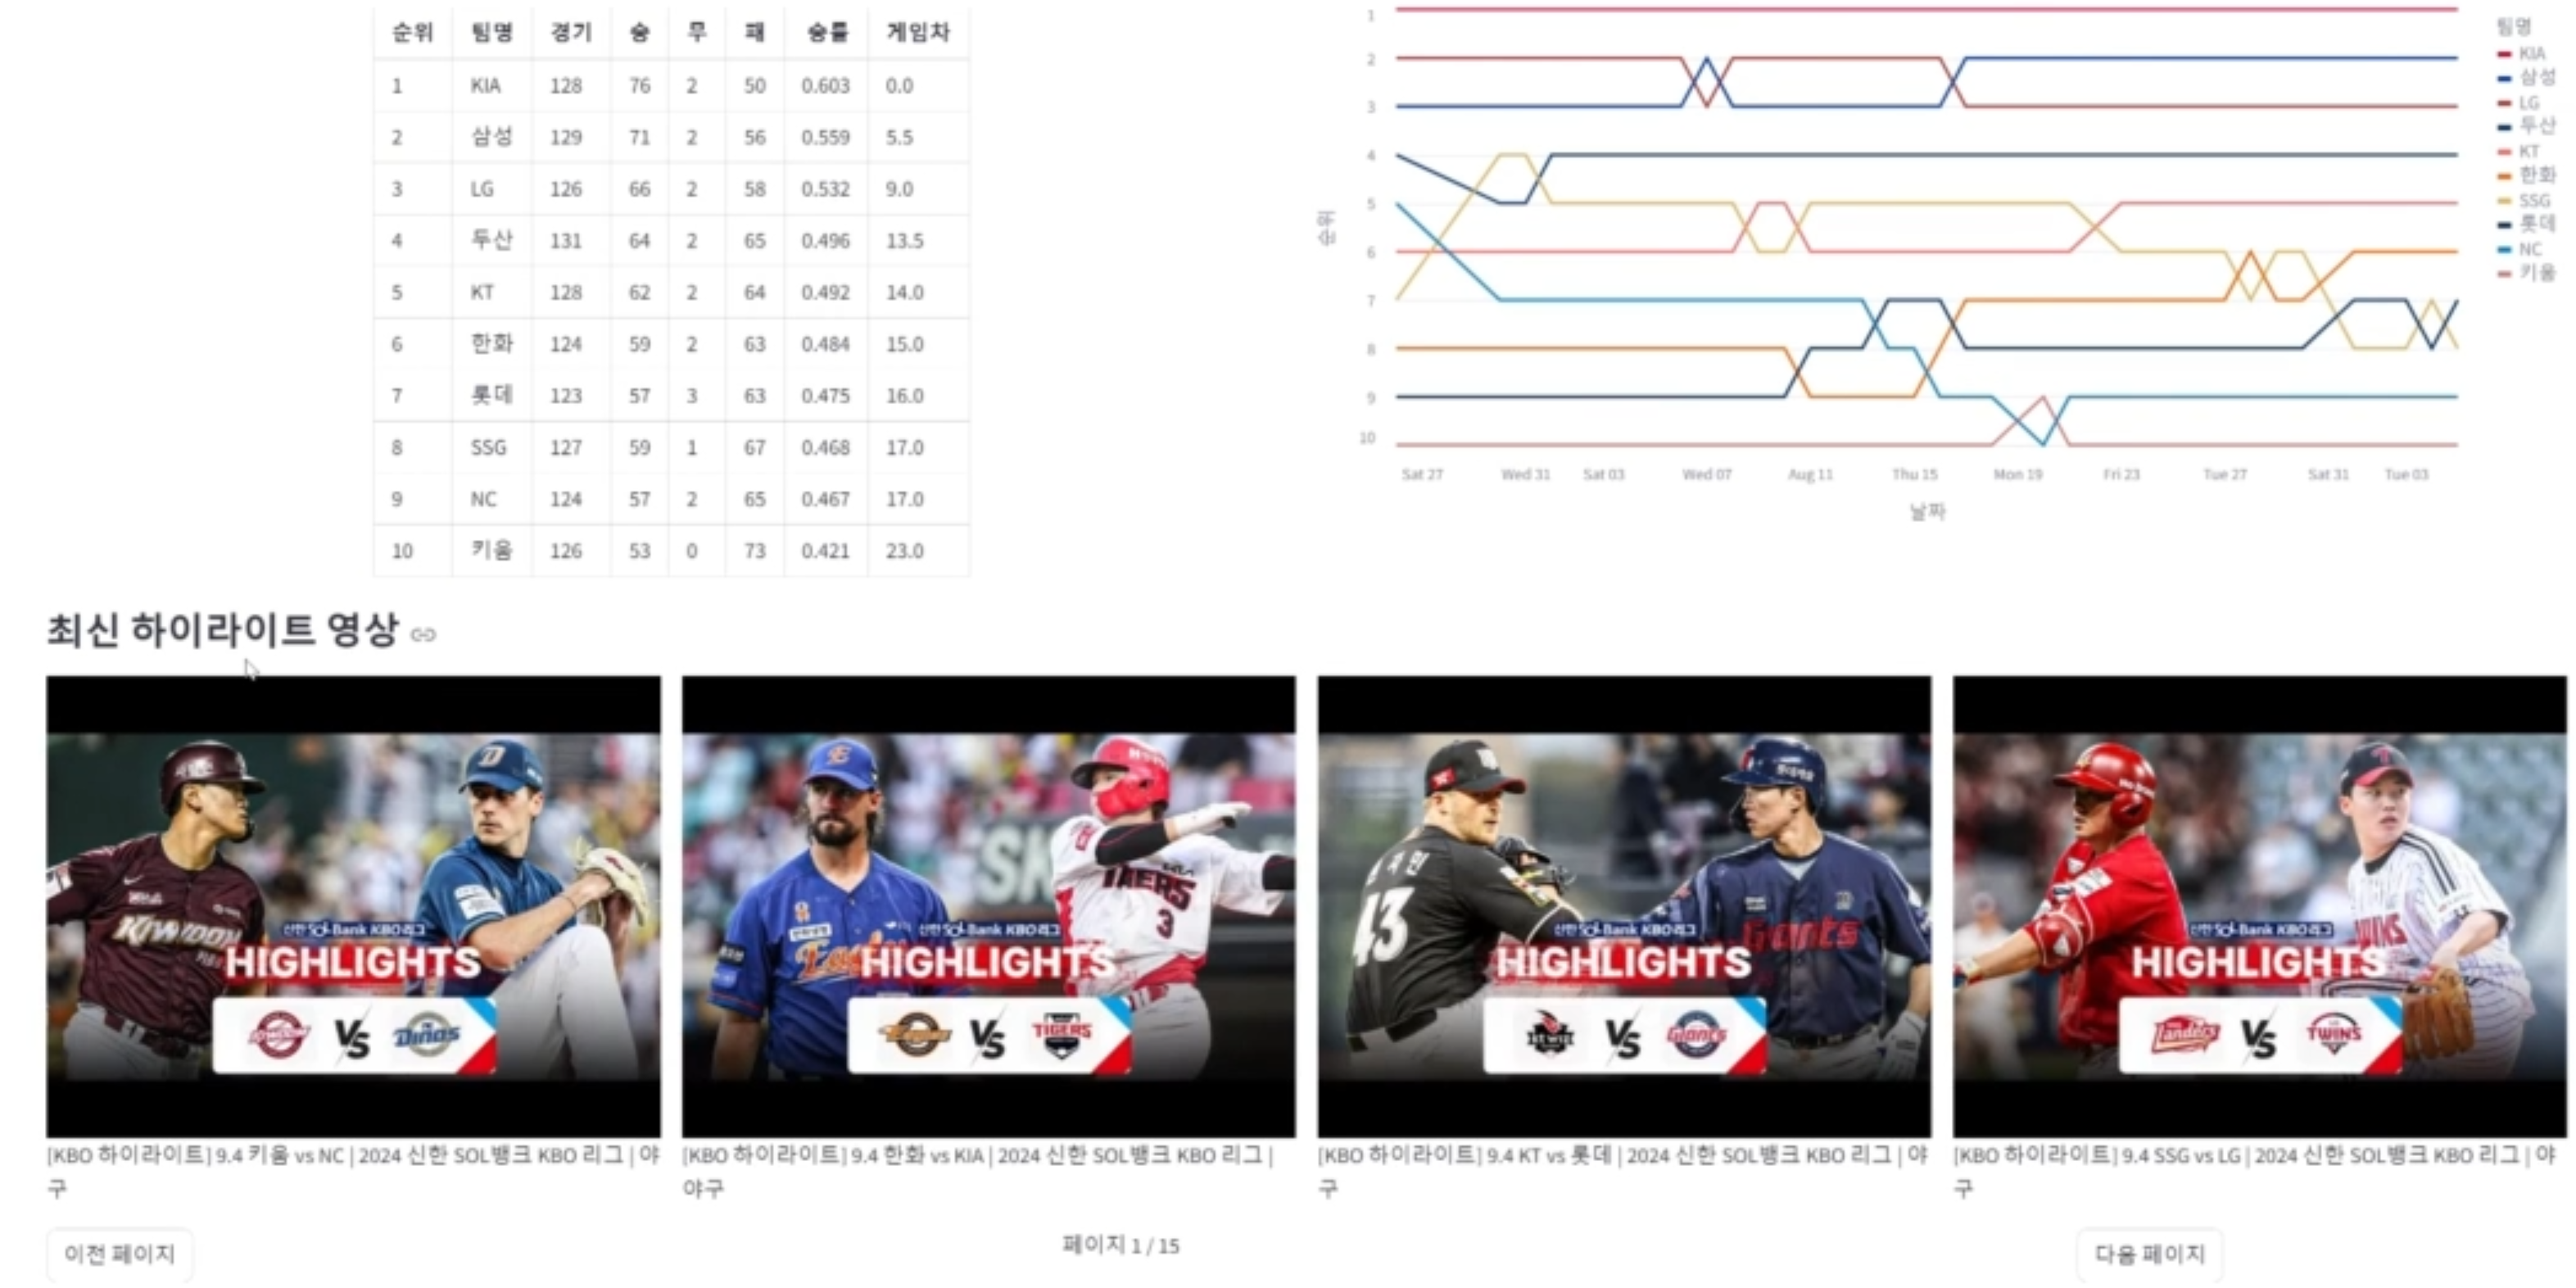 순위 팀명 경기 승 무 패 승률 게임차
1 KIA 128 76 2 50 0.603 0.0
2 삼성 129 71 2 56 0.559 5.5
3 LG 126 66 2 58 0.532 9.0
4 두산 131 64 2 65 0.496 13.5
5 KT 128 62 2 64 0.492 14.0
6 한화 124 59 2 63 0.484 15.0
7 롯데 123 57 3 63 0.475 16.0
8 SSG 127 59 1 67 0.468 17.0
9 NC 124 57 2 65 0.467 17.0
10 키움 126 53 0 73 0.421 23.0
순위
1
2
3
4
5
6
7
8
9
10
Sat 27 Wed 31 Sat 03 Wed 07 Aug 11 Thu 15 Mon 19 Fri 23 Tue 27 Sat 31 Tue 03
날짜
팀명
KIA
삼성
LG
두산
KT
한화
SSG
롯데
NC
키움
최신 하이라이트 영상
KIWOOM
신한 SOL Bank KBO 리그
HIGHLIGHTS
VS
Dinos
[KBO 하이라이트] 9.4 키움 vs NC | 2024 신한 SOL뱅크 KBO 리그 | 야
구
SK
3
신한 SOL Bank KBO 리그
HIGHLIGHTS
Eagles VS TIGERS
[KBO 하이라이트] 9.4 한화 vs KIA | 2024 신한 SOL뱅크 KBO 리그 |
야구
43
Giants
신한 SOL Bank KBO 리그
HIGHLIGHTS
KT WIZ VS Giants
[KBO 하이라이트] 9.4 KT vs 롯데 | 2024 신한 SOL뱅크 KBO 리그 | 야
구
신한 SOL Bank KBO 리그
HIGHLIGHTS
Landers VS TWINS
[KBO 하이라이트] 9.4 SSG vs LG | 2024 신한 SOL뱅크 KBO 리그 | 야
구
이전 페이지
페이지 1 / 15
다음 페이지